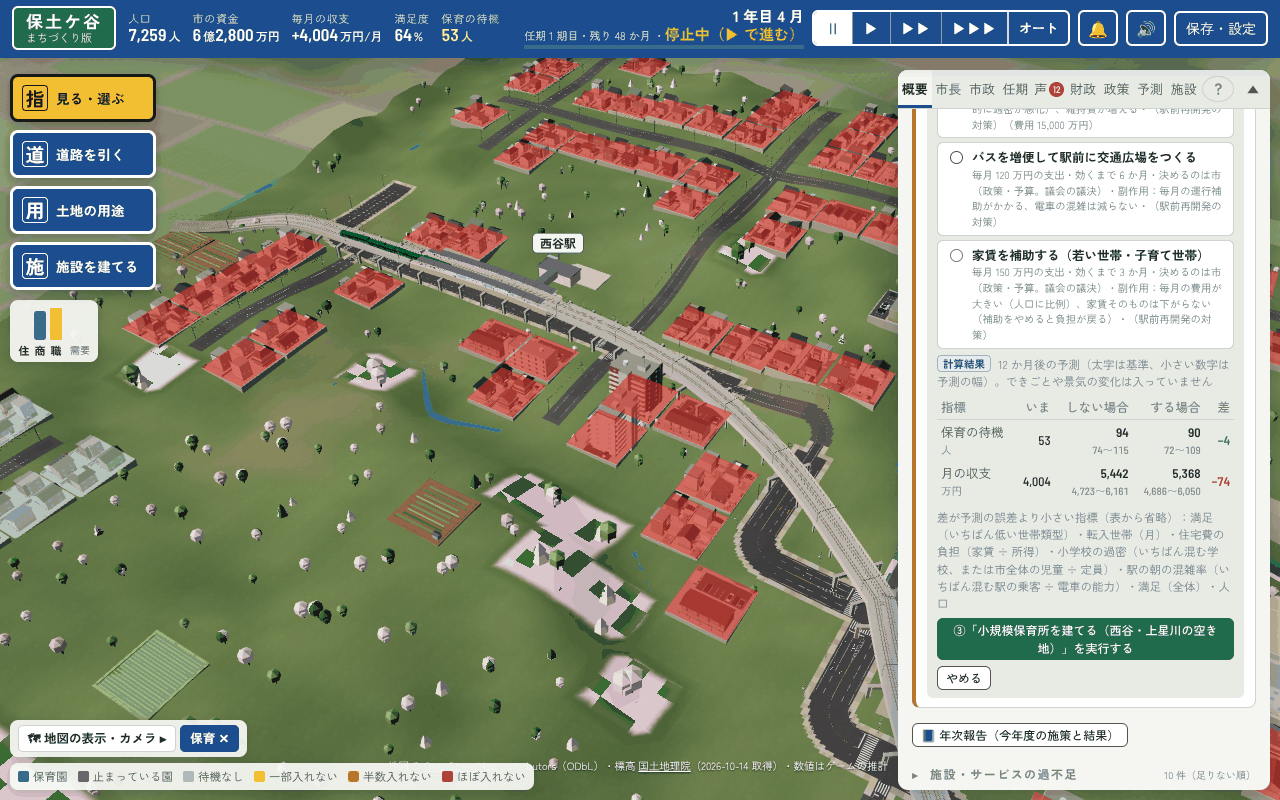 保土ケ谷
まちづくり版
人口
7,259人
市の資金
6億2,800万円
毎月の収支
+4,004万円/月
満足度
64%
保育の待機
53人
1年目4月
任期1期目・残り48か月・停止中（▶で進む）
オート
保存・設定
指 見る・選ぶ
道 道路を引く
用 土地の用途
施 施設を建てる
住 商 職 需要
西谷駅
概要 市長 市政 任期 声 12 財政 政策 予測 施設 ? ▲
対策）（費用 15,000 万円）
バスを増便して駅前に交通広場をつくる
毎月 120 万円の支出・効くまで 6 か月・決めるのは市
（政策・予算。議会の議決）・副作用：毎月の運行補
助がかかる、電車の混雑は減らない・（駅前再開発の
対策）
家賃を補助する（若い世帯・子育て世帯）
毎月 150 万円の支出・効くまで 3 か月・決めるのは市
（政策・予算。議会の議決）・副作用：毎月の費用が
大きい（人口に比例）、家賃そのものは下がらない
（補助をやめると負担が戻る）・（駅前再開発の対
策）
計算結果 12 か月後の予測（太字は基準、小さい数字は
予測の幅）。できごとや景気の変化は入っていません
指標 いま しない場合 する場合 差
保育の待機 人 53 94 74〜115 90 72〜109 −4
月の収支 万円 4,004 5,442 4,723〜6,161 5,368 4,686〜6,050 −74
差が予測の誤差より小さい指標（表から省略）：満足
（いちばん低い世帯類型）・転入世帯（月）・住宅費の
負担（家賃 ÷ 所得）・小学校の過密（いちばん混む学
校、または市全体の児童 ÷ 定員）・駅の朝の混雑率（い
ちばん混む駅の乗客 ÷ 電車の能力）・満足（全体）・人
口
③「小規模保育所を建てる（西谷・上星川の空き
地）」を実行する
やめる
年次報告（今年度の施策と結果）
▸ 施設・サービスの過不足 10 件（足りない順）
地図の表示・カメラ ▸
保育 ✕
保育園 止まっている園 待機なし 一部入れない 半数入れない ほぼ入れない
utors（ODbL）・標高 国土地理院（2026-10-14 取得）・数値はゲームの推計